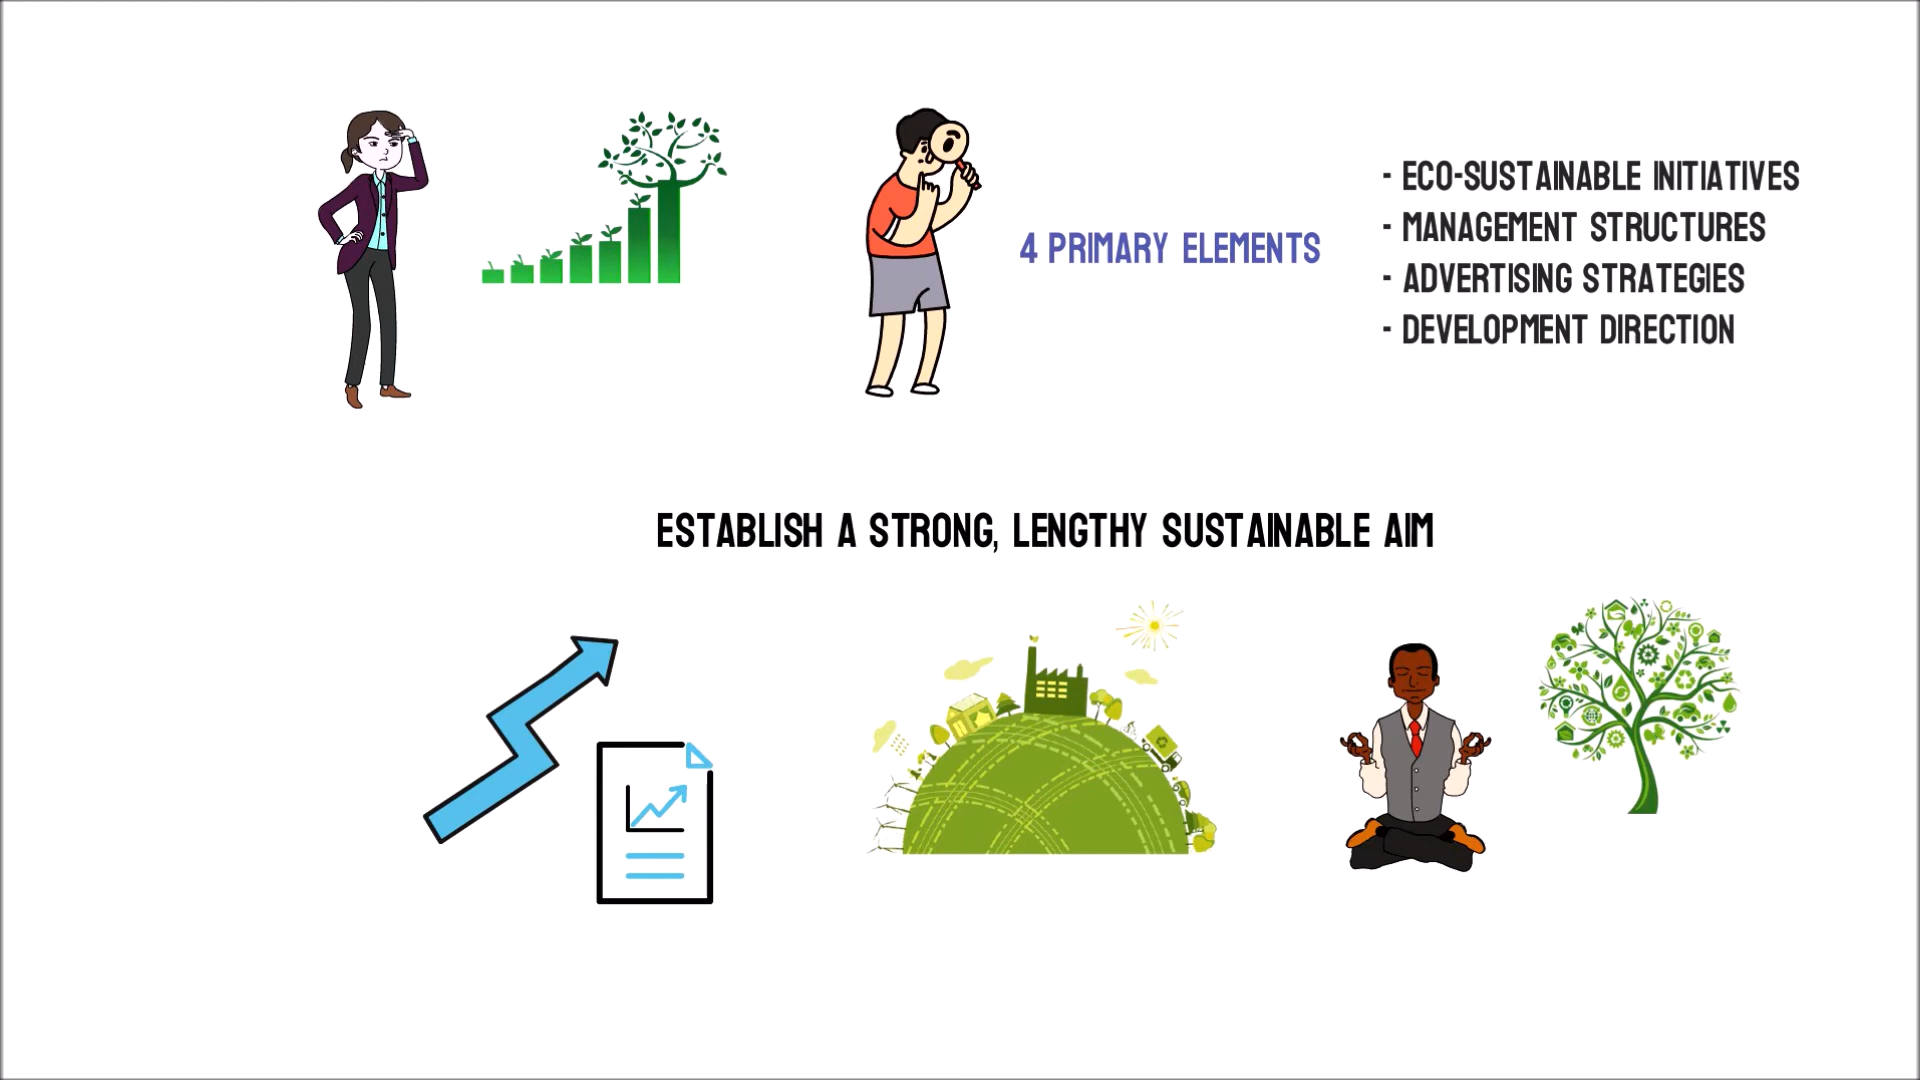 4 PRIMARY ELEMENTS
- ECO-SUSTAINABLE INITIATIVES
- MANAGEMENT STRUCTURES
- ADVERTISING STRATEGIES
- DEVELOPMENT DIRECTION
ESTABLISH A STRONG, LENGTHY SUSTAINABLE AIM